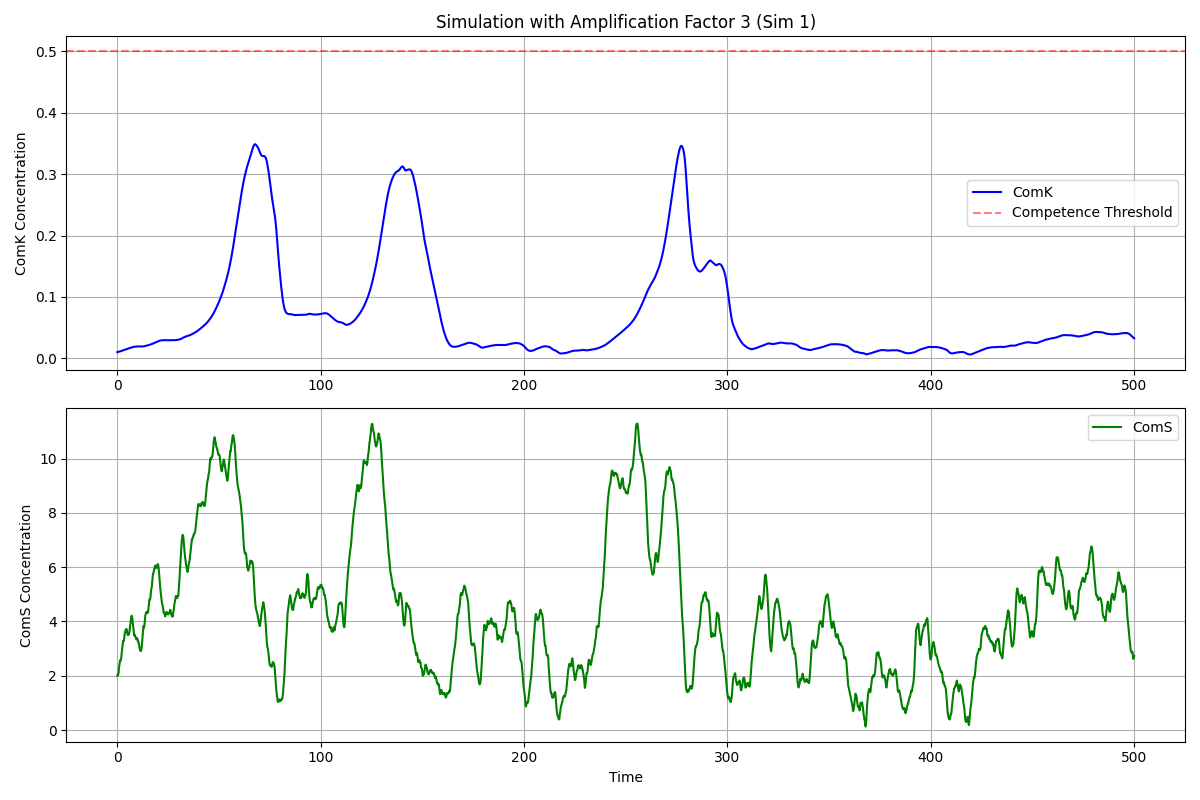 Simulation with Amplification Factor 3 (Sim 1)
ComK Concentration
0.5
0.4
0.3
0.2
0.1
0.0
ComK
Competence Threshold
0 100 200 300 400 500
ComS Concentration
10
8
6
4
2
0
ComS
0 100 200 300 400 500
Time